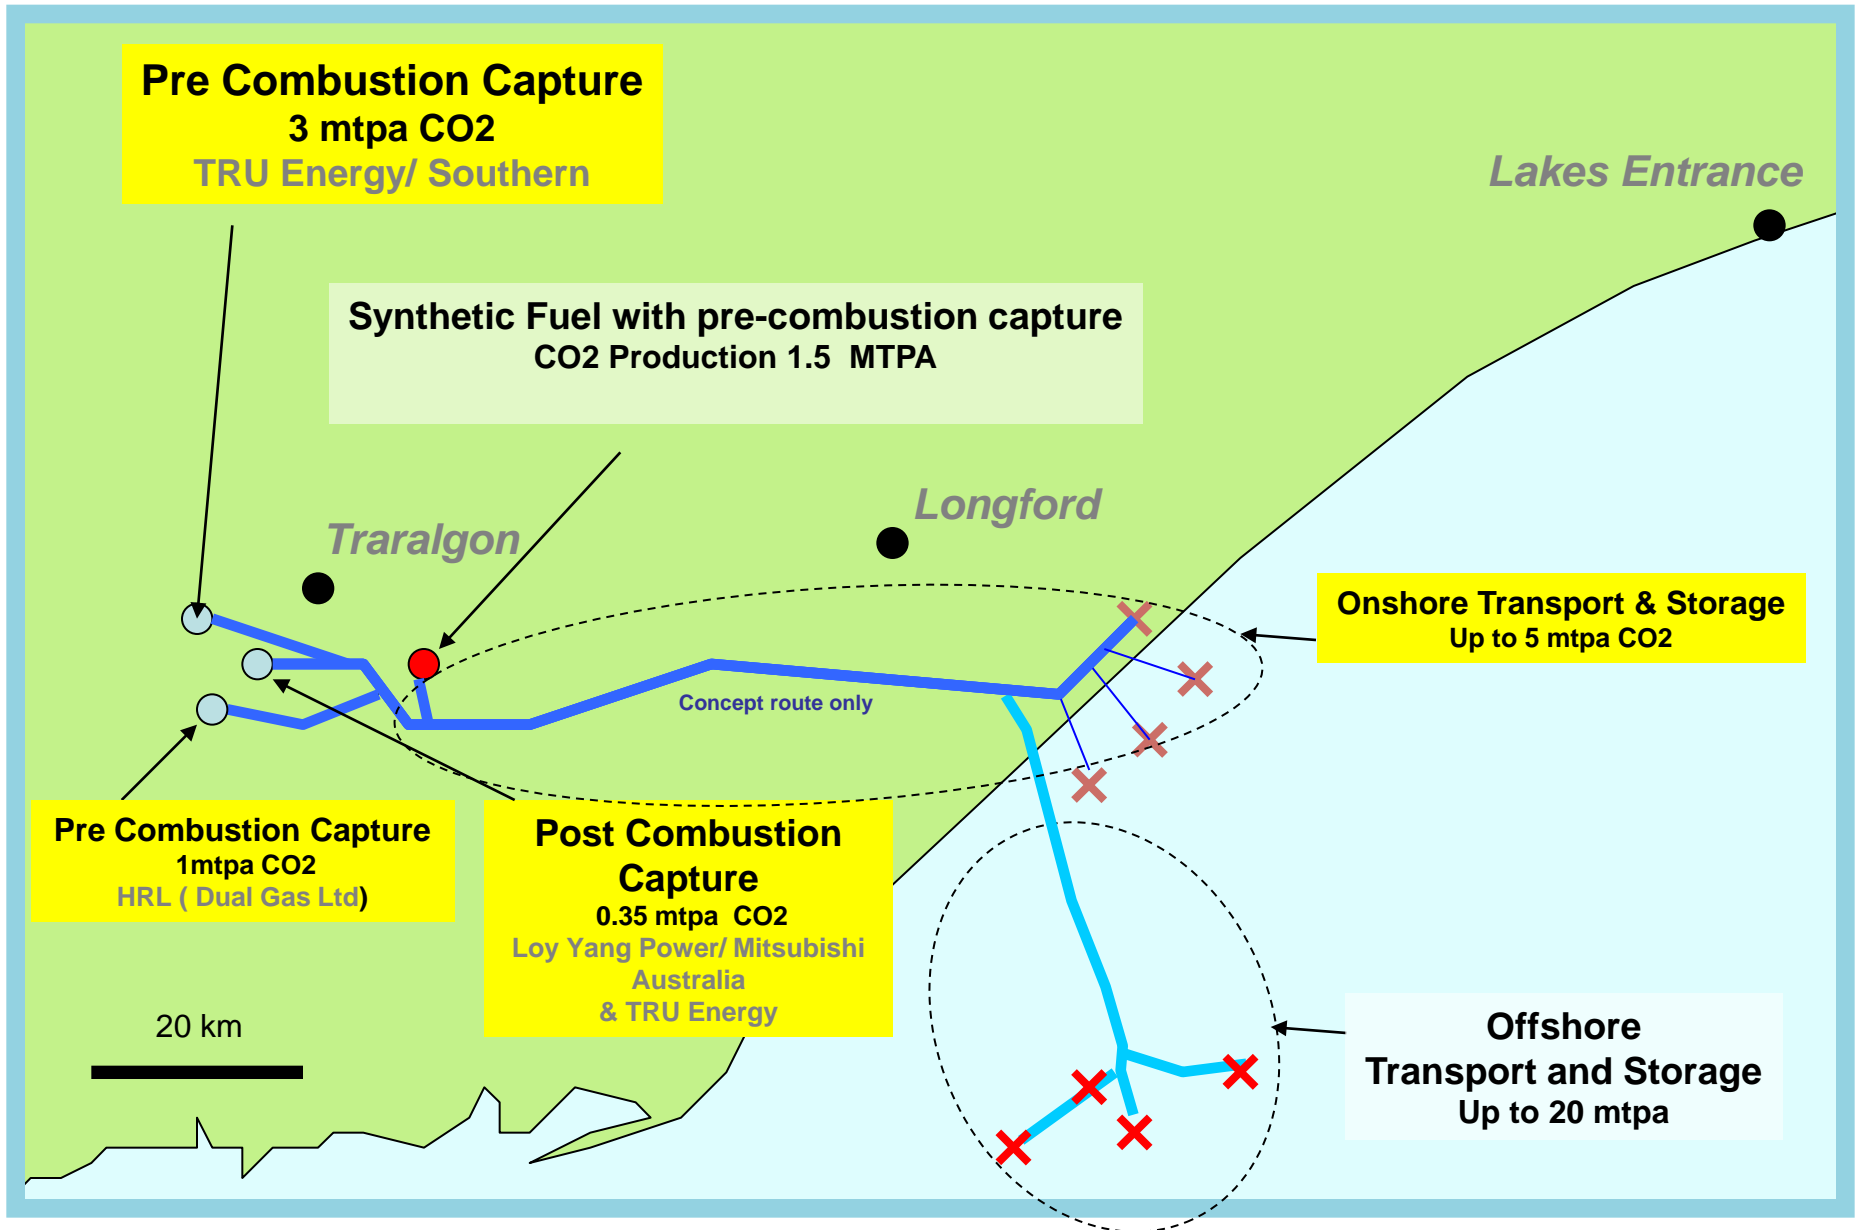 Pre Combustion Capture
3 mtpa CO2
TRU Energy/ Southern
Lakes Entrance
Synthetic Fuel with pre-combustion capture
CO2 Production 1.5 MTPA
Longford
Traralgon
Onshore Transport & Storage
Up to 5 mtpa CO2
Concept route only
Pre Combustion Capture
1mtpa CO2
HRL ( Dual Gas Ltd)
Post Combustion
Capture
0.35 mtpa CO2
Loy Yang Power/ Mitsubishi
Australia
& TRU Energy
20 km
Offshore
Transport and Storage
Up to 20 mtpa